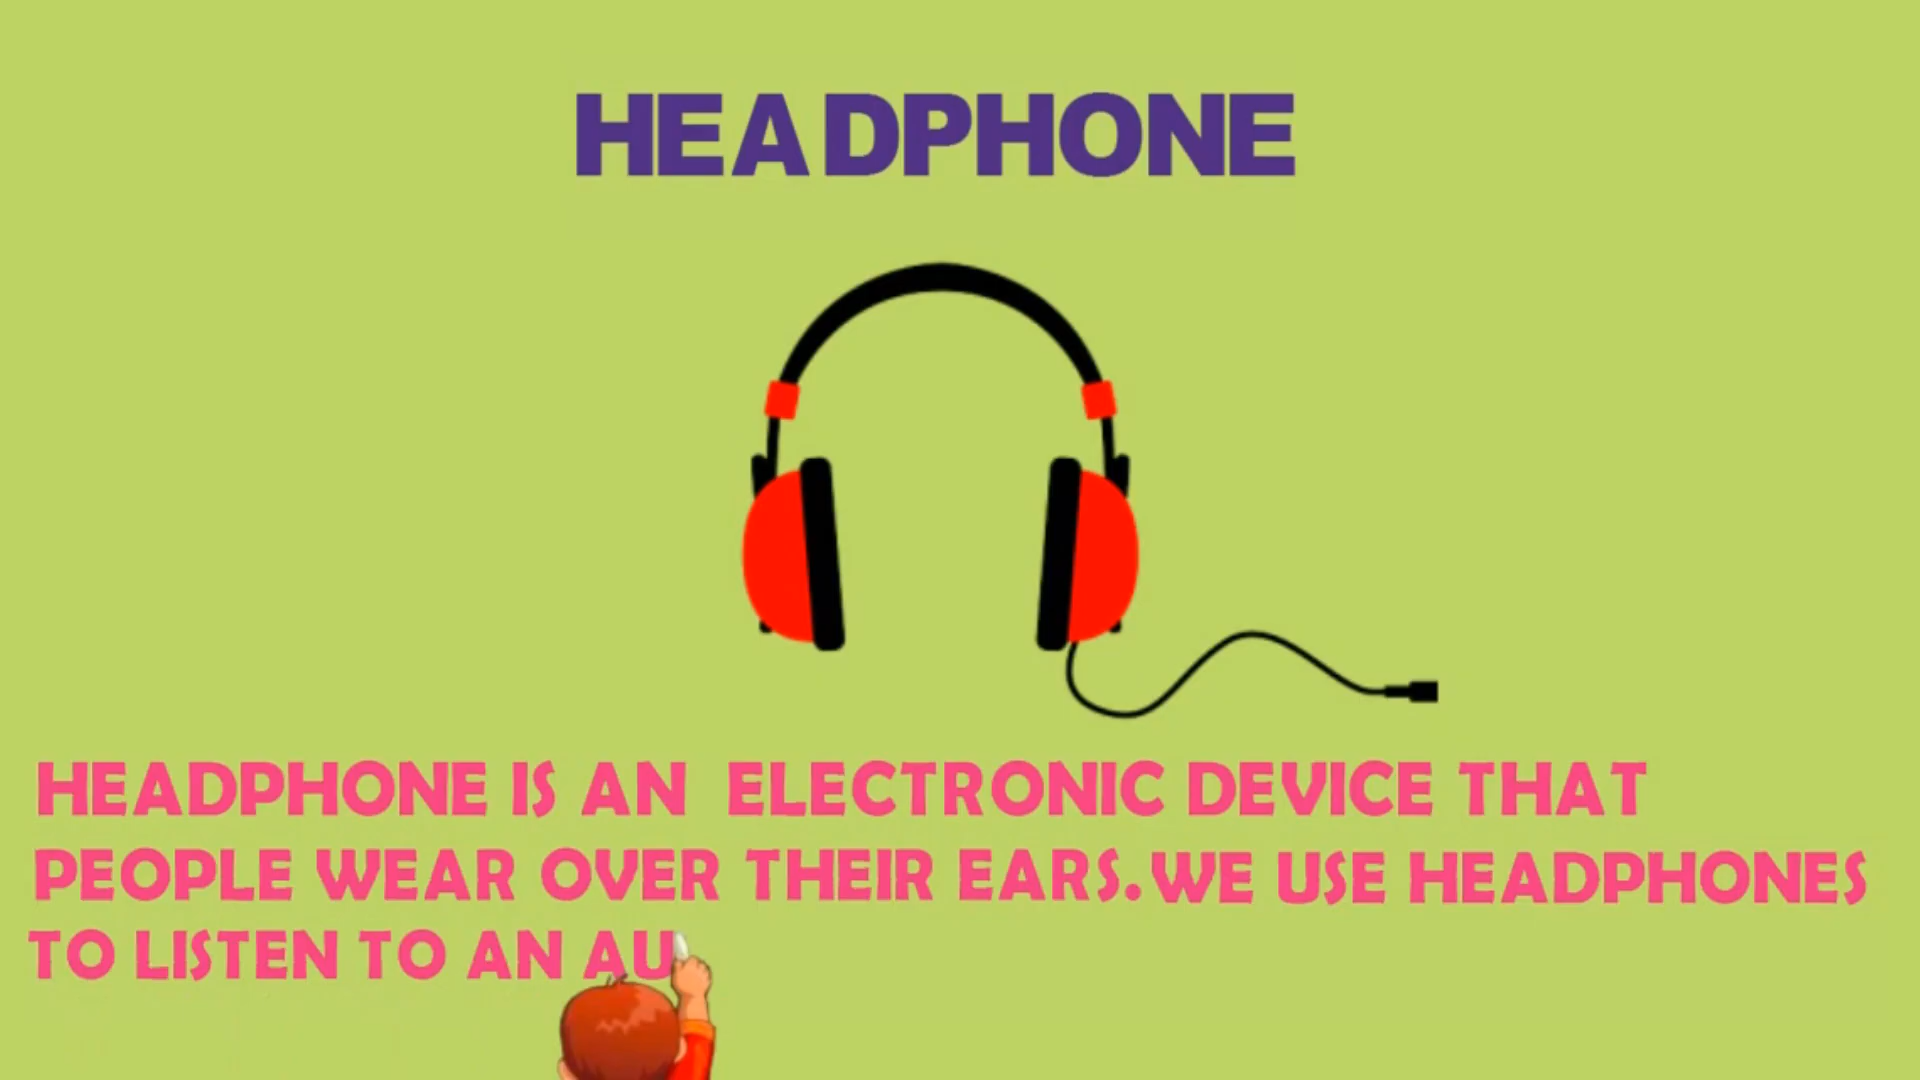 HEADPHONE
HEADPHONE IS AN ELECTRONIC DEVICE THAT
PEOPLE WEAR OVER THEIR EARS. WE USE HEADPHONES
TO LISTEN TO AN AU